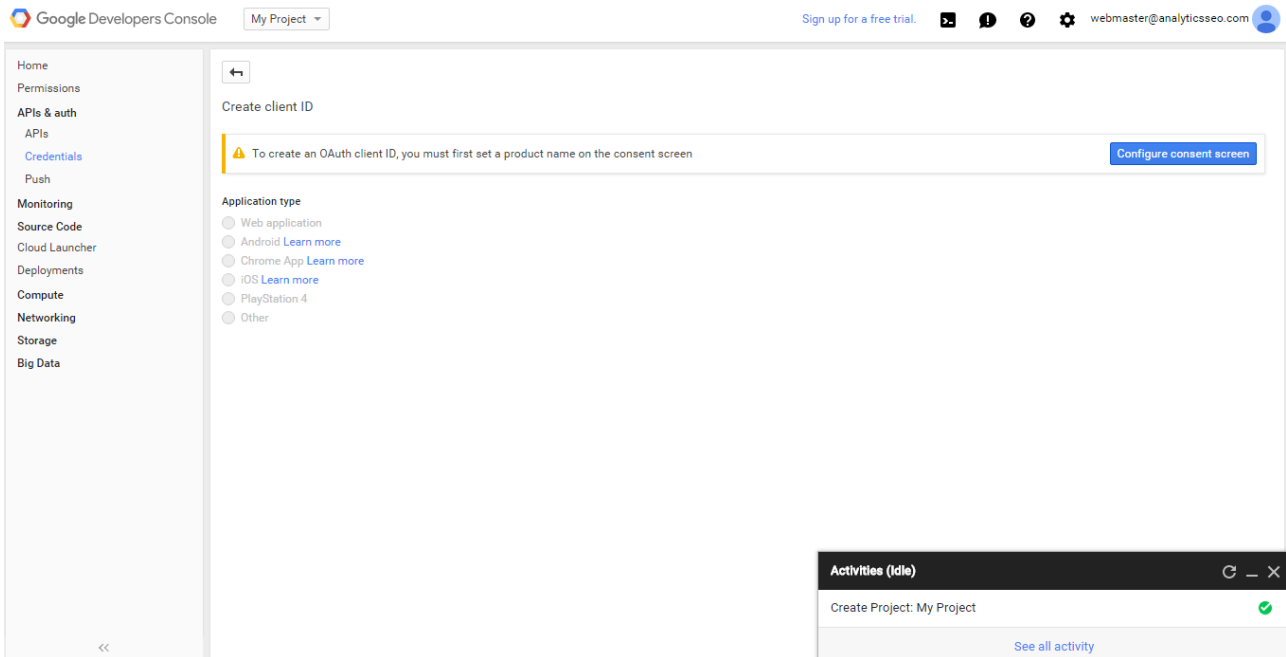 Google Developers Console My Project Sign up for a free trial. webmaster@analyticsseo.com
Home
Permissions
APIs & auth
APIs
Credentials
Push
Monitoring
Source Code
Cloud Launcher
Deployments
Compute
Networking
Storage
Big Data
Create client ID
To create an OAuth client ID, you must first set a product name on the consent screen Configure consent screen
Application type
Web application
Android Learn more
Chrome App Learn more
iOS Learn more
PlayStation 4
Other
Activities (Idle)
Create Project: My Project
See all activity